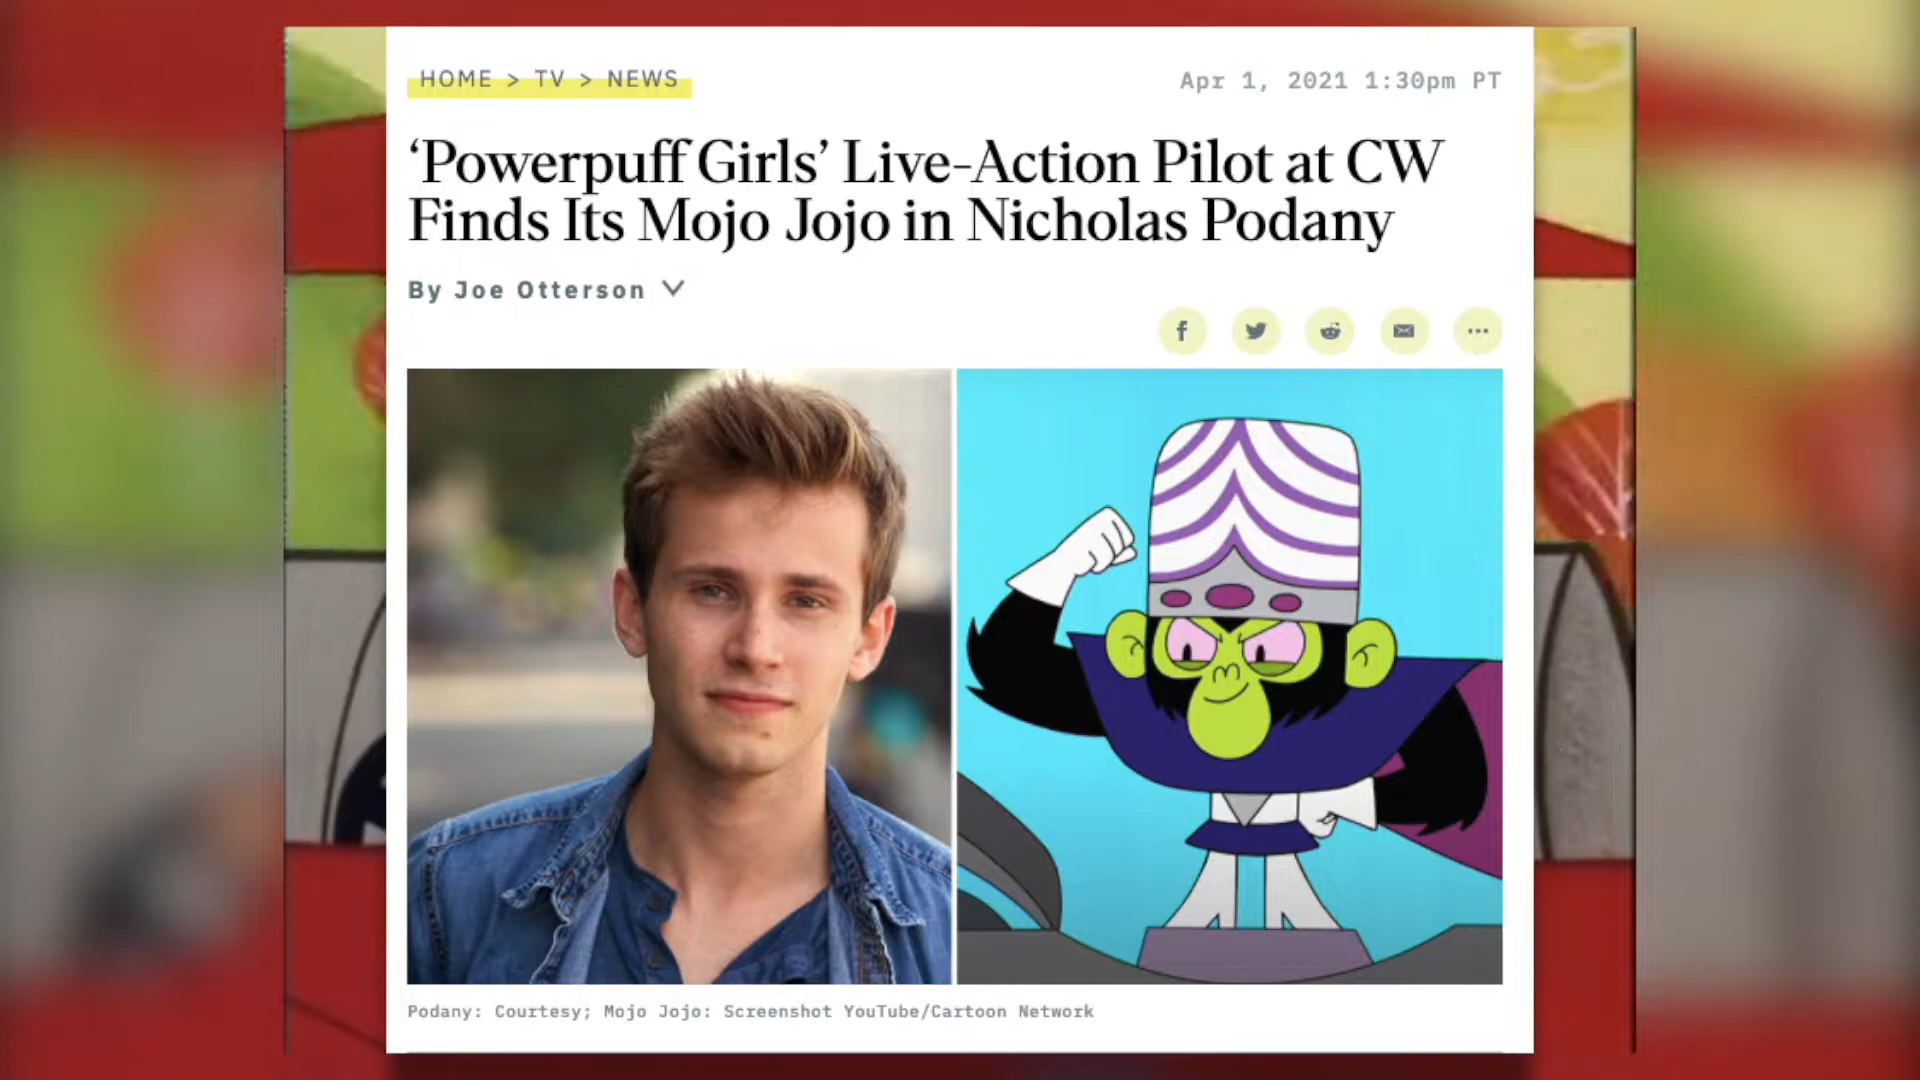 HOME > TV > NEWS
Apr 1, 2021 1:30pm PT
‘Powerpuff Girls’ Live-Action Pilot at CW
Finds Its Mojo Jojo in Nicholas Podany
By Joe Otterson
Podany: Courtesy; Mojo Jojo: Screenshot YouTube/Cartoon Network